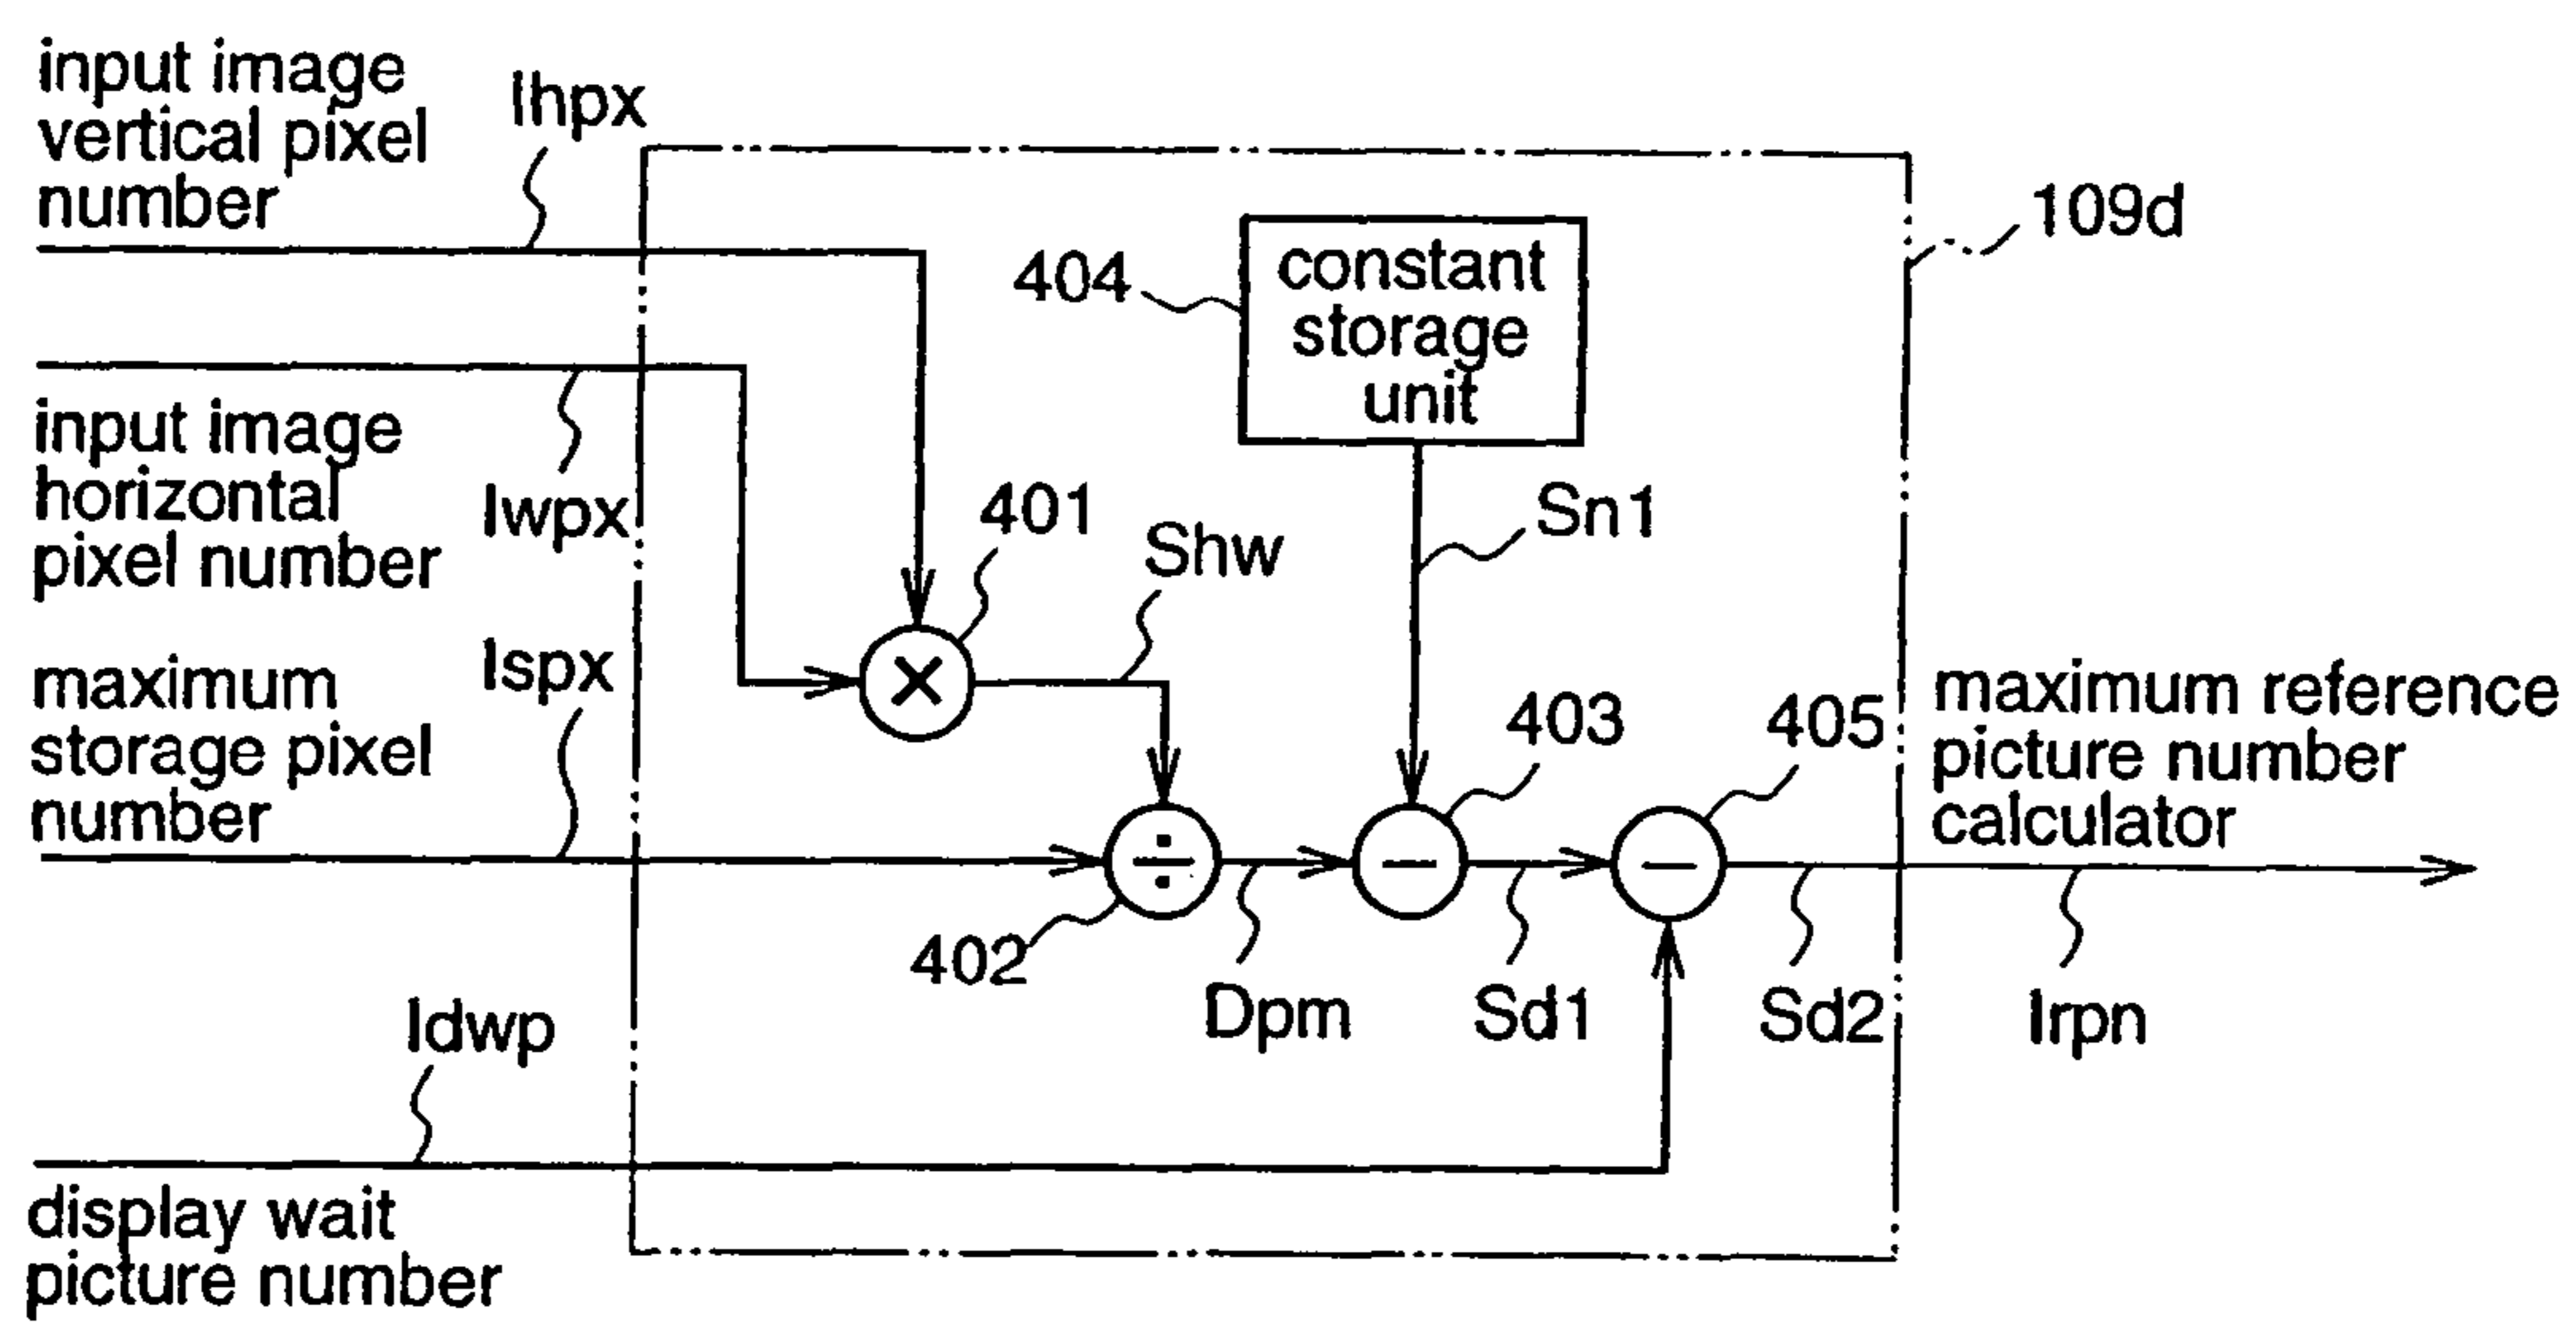 input image
vertical pixel
number
Ihpx
109d
404
constant
storage
unit
input image
horizontal
pixel number
Iwpx
401
Shw
Sn1
maximum
storage pixel
number
Ispx
403
405
maximum reference
picture number
calculator
402
Dpm
Sd1
Sd2
Irpn
Idwp
display wait
picture number